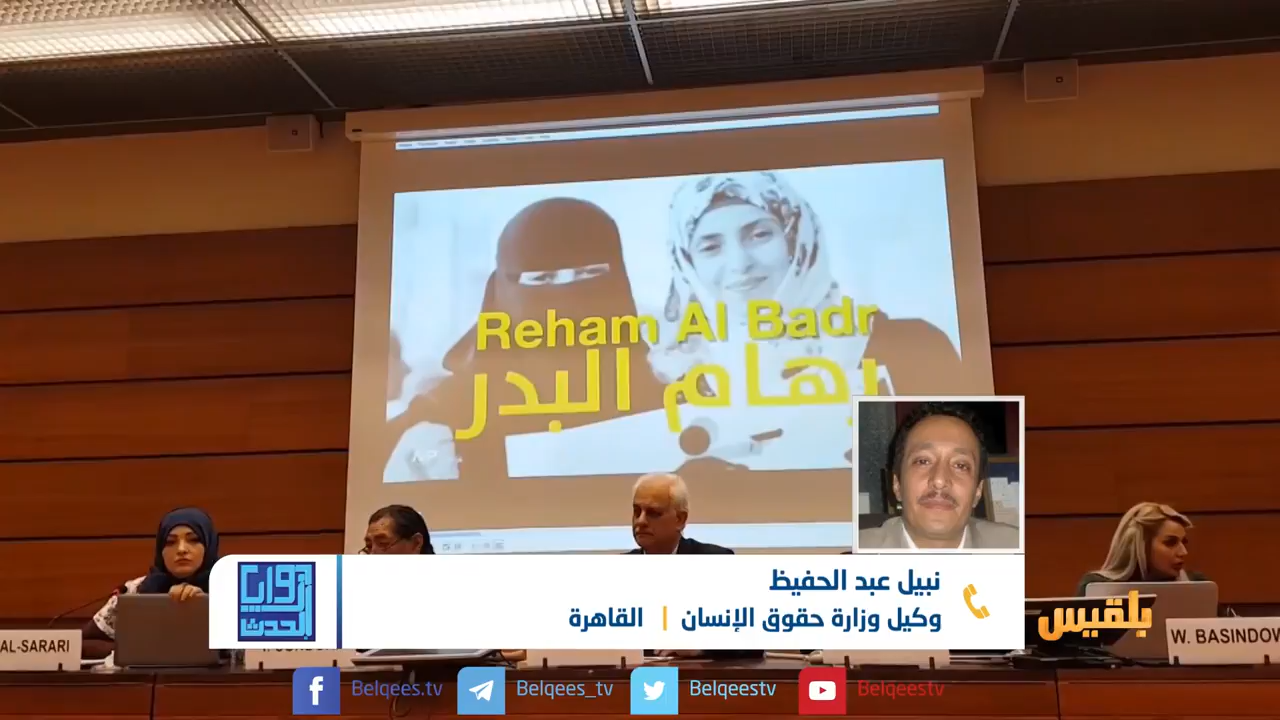 Reham Al Badr
رهام البدر
نبيل عبد الحفيظ
وكيل وزارة حقوق الإنسان | القاهرة
زوايا
الحدث
بلقيس
AL-SARARI
W. BASINDOW
Belqees.tv
Belqees_tv
Belqeestv
Belqeestv